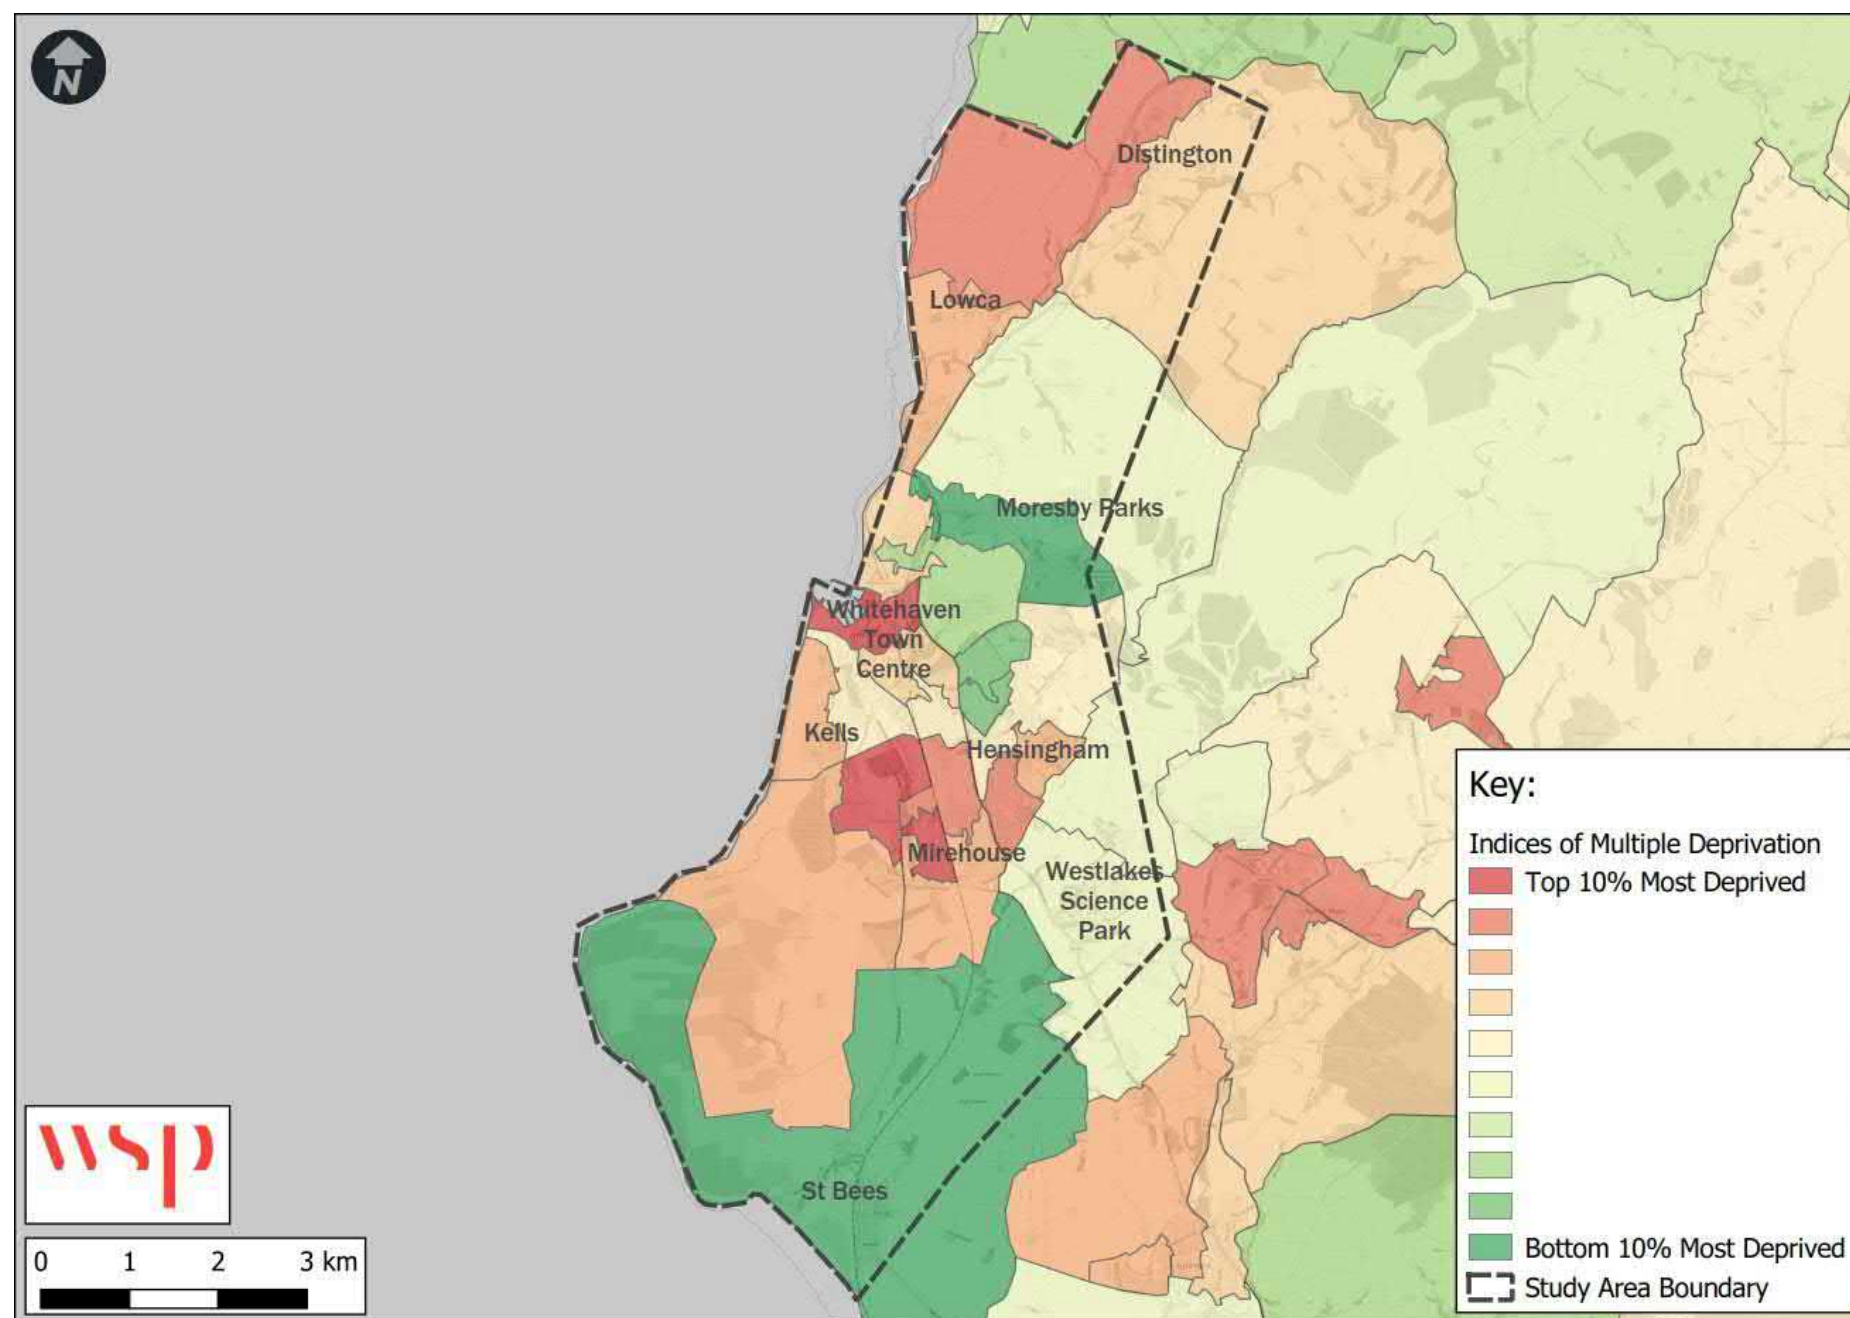 N
Distington
Lowca
Moresby Parks
Whitehaven
Town
Centre
Kells
Hensingham
Mirehouse
Westlakes
Science
Park
St Bees
Key:
Indices of Multiple Deprivation
Top 10% Most Deprived
Bottom 10% Most Deprived
Study Area Boundary
wsp
0 1 2 3 km